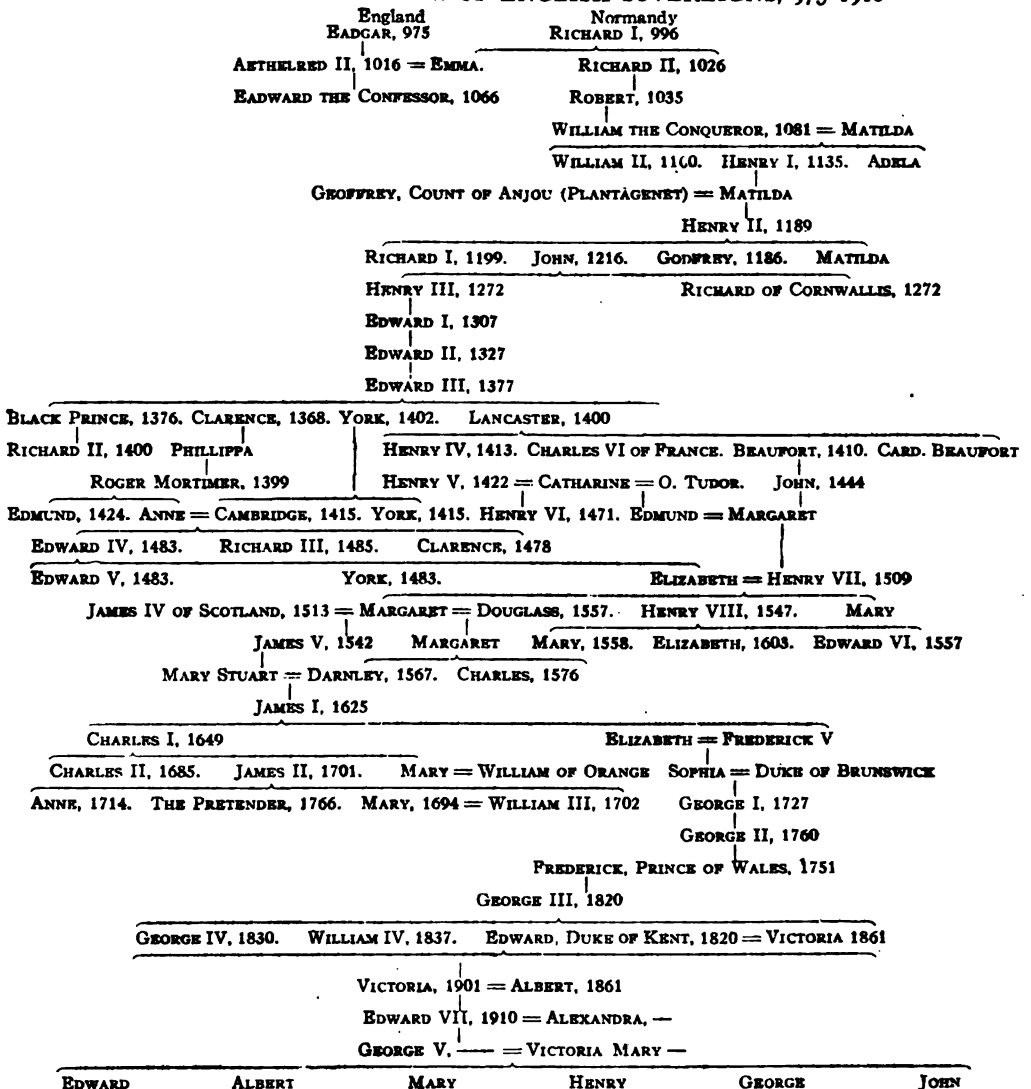 OF ENGLISH SOVEREIGNS, 975-1910
England Normandy
EADGAR, 975 RICHARD I, 996
AETHELRED II, 1016 = EMMA. RICHARD II, 1026
EADWARD THE CONFESSOR, 1066 ROBERT, 1035
WILLIAM THE CONQUEROR, 1081 = MATILDA
WILLIAM II, 1100. HENRY I, 1135. ADELA
GEOFFREY, COUNT OF ANJOU (PLANTAGENET) = MATILDA
HENRY II, 1189
RICHARD I, 1199. JOHN, 1216. GODFREY, 1186. MATILDA
HENRY III, 1272 RICHARD OF CORNWALLIS, 1272
EDWARD I, 1307
EDWARD II, 1327
EDWARD III, 1377
BLACK PRINCE, 1376. CLARENCE, 1368. YORK, 1402. LANCASTER, 1400
RICHARD II, 1400 PHILLIPPA HENRY IV, 1413. CHARLES VI OF FRANCE. BEAUFORT, 1410. CARD. BEAUFORT
ROGER MORTIMER, 1399 HENRY V, 1422 = CATHARINE = O. TUDOR. JOHN, 1444
EDMUND, 1424. ANNE = CAMBRIDGE, 1415. YORK, 1415. HENRY VI, 1471. EDMUND = MARGARET
EDWARD IV, 1483. RICHARD III, 1485. CLARENCE, 1478
EDWARD V, 1483. YORK, 1483. ELIZABETH = HENRY VII, 1509
JAMES IV OF SCOTLAND, 1513 = MARGARET = DOUGLASS, 1557. HENRY VIII, 1547. MARY
JAMES V, 1542 MARGARET MARY, 1558. ELIZABETH, 1603. EDWARD VI, 1557
MARY STUART = DARNLEY, 1567. CHARLES, 1576
JAMES I, 1625
CHARLES I, 1649 ELIZABETH = FREDERICK V
CHARLES II, 1685. JAMES II, 1701. MARY = WILLIAM OF ORANGE SOPHIA = DUKE OF BRUNSWICK
ANNE, 1714. THE PRETENDER, 1766. MARY, 1694 = WILLIAM III, 1702 GEORGE I, 1727
GEORGE II, 1760
FREDERICK, PRINCE OF WALES, 1751
GEORGE III, 1820
GEORGE IV, 1830. WILLIAM IV, 1837. EDWARD, DUKE OF KENT, 1820 = VICTORIA 1861
VICTORIA, 1901 = ALBERT, 1861
EDWARD VII, 1910 = ALEXANDRA, —
GEORGE V, —— = VICTORIA MARY —
EDWARD ALBERT MARY HENRY GEORGE JOHN